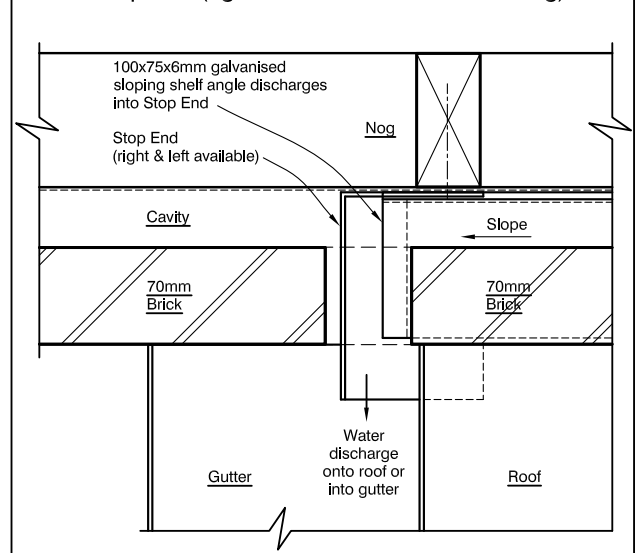 100x75x6mm galvanised
sloping shelf angle discharges
into Stop End
Nog
Stop End
(right & left available)
Cavity
Slope
70mm
Brick
70mm
Brick
Water
discharge
onto roof or
into gutter
Gutter
Roof